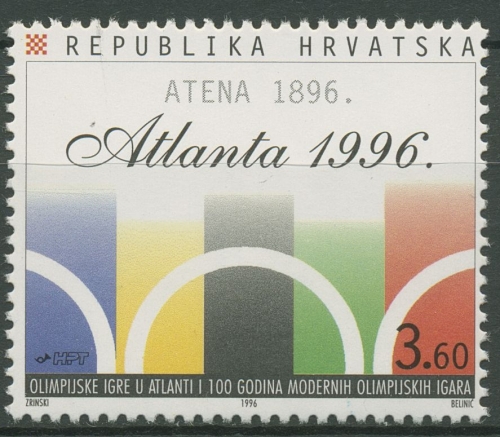 REPUBLIKA HRVATSKA
ATENA 1896.
Atlanta 1996.
HPT
3.60
OLIMPIJSKE IGRE U ATLANTI I 100 GODINA MODERNIH OLIMPIJSKIH IGARA
ZRINSKI 1996 BELINIĆ